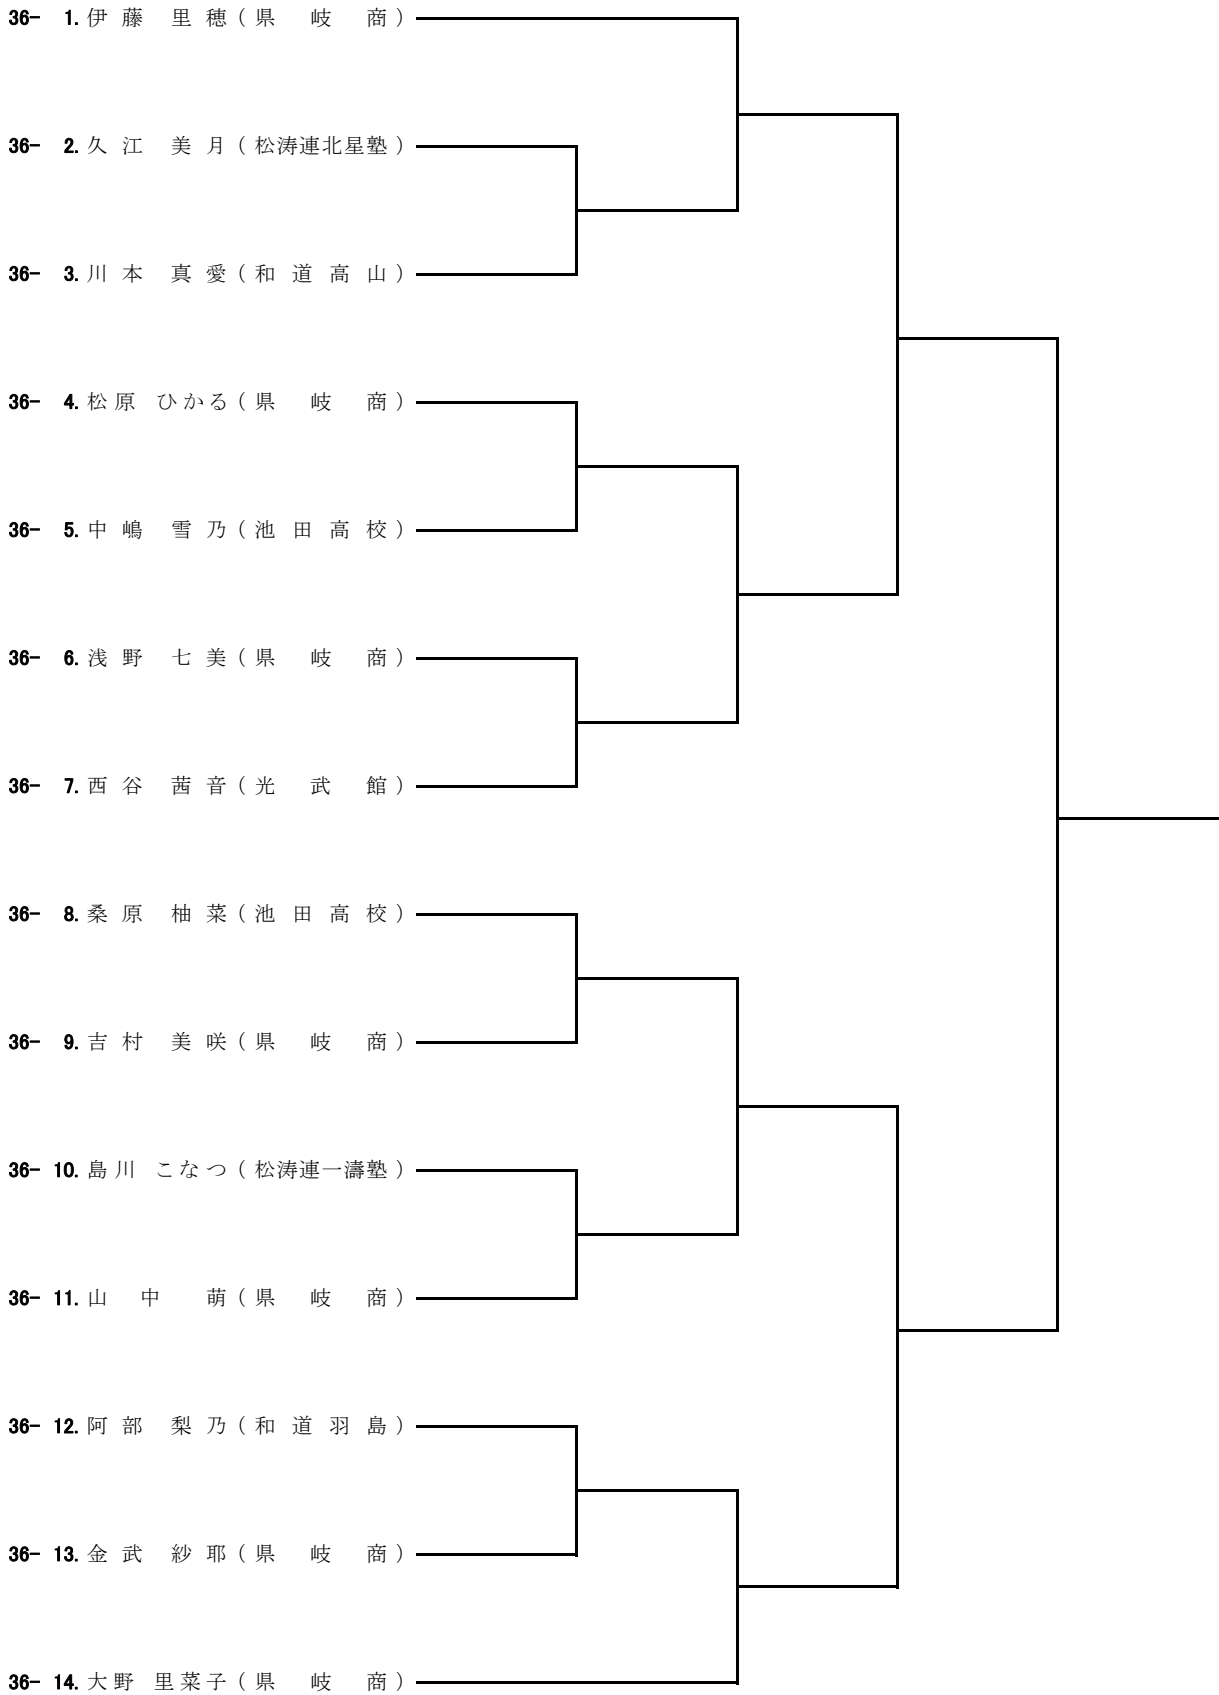 36- 1. 伊藤 里穂(県岐商)
36- 2. 久江 美月(松涛連北星塾)
36- 3. 川本 真愛(和道高山)
36- 4. 松原 ひかる(県岐商)
36- 5. 中嶋 雪乃(池田高校)
36- 6. 浅野 七美(県岐商)
36- 7. 西谷 茜音(光武館)
36- 8. 桑原 柚菜(池田高校)
36- 9. 吉村 美咲(県岐商)
36- 10. 島川 こなつ(松涛連一濤塾)
36- 11. 山中 萌(県岐商)
36- 12. 阿部 梨乃(和道羽島)
36- 13. 金武 紗耶(県岐商)
36- 14. 大野 里菜子(県岐商)